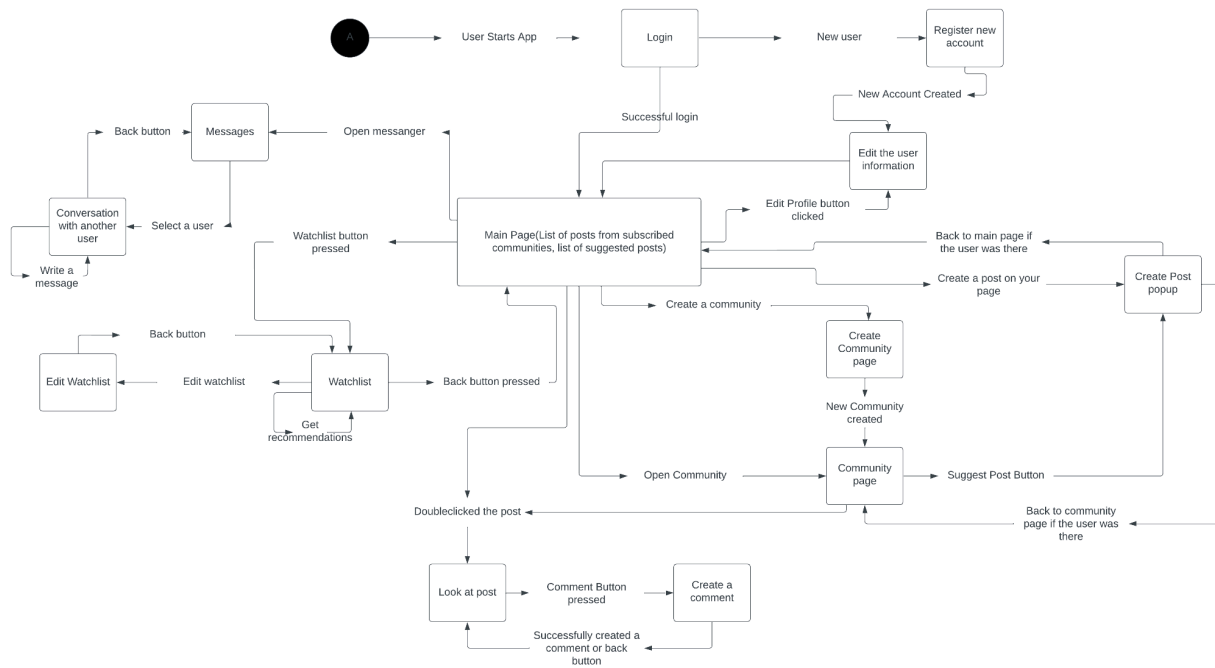 A
User Starts App
Login
New user
Register new
account
New Account Created
Successful login
Back button
Messages
Open messanger
Edit the user
information
Conversation
with another
user
Select a user
Write a
message
Watchlist button
pressed
Main Page(List of posts from subscribed
communities, list of suggested posts)
Edit Profile button
clicked
Back to main page if
the user was there
Create a post on your
page
Create Post
popup
Create a community
Create
Community
page
Back button
Edit Watchlist
Edit watchlist
Watchlist
Back button pressed
Get
recommendations
New Community
created
Open Community
Community
page
Suggest Post Button
Doubleclicked the post
Back to community
page if the user was
there
Look at post
Comment Button
pressed
Create a
comment
Successfully created a
comment or back
button